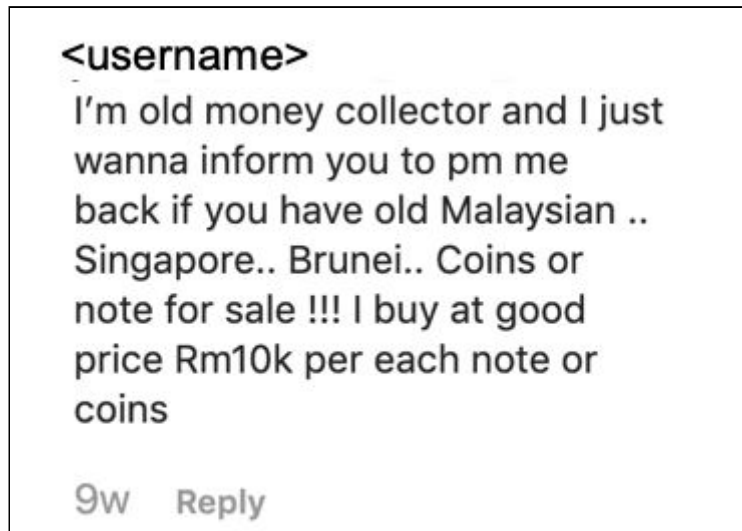 <username>
I'm old money collector and I just
wanna inform you to pm me
back if you have old Malaysian ..
Singapore.. Brunei.. Coins or
note for sale !!! I buy at good
price Rm10k per each note or
coins
9w Reply